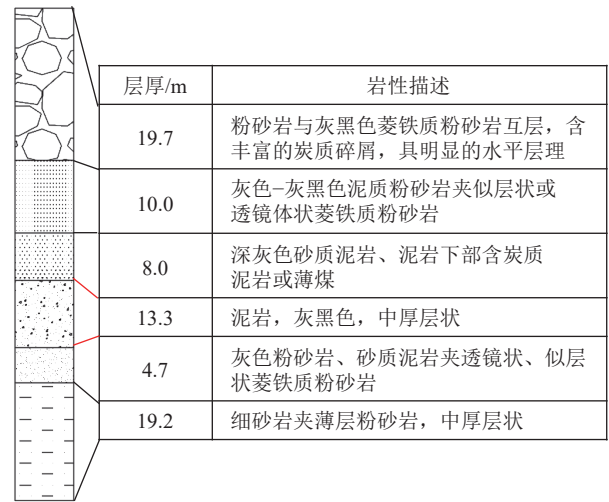 层厚/m 岩性描述
19.7 粉砂岩与灰黑色菱铁质粉砂岩互层，含
丰富的炭质碎屑，具明显的水平层理
10.0 灰色–灰黑色泥质粉砂岩夹似层状或
透镜体状菱铁质粉砂岩
8.0 深灰色砂质泥岩、泥岩下部含炭质
泥岩或薄煤
13.3 泥岩，灰黑色，中厚层状
4.7 灰色粉砂岩、砂质泥岩夹透镜状、似层
状菱铁质粉砂岩
19.2 细砂岩夹薄层粉砂岩，中厚层状